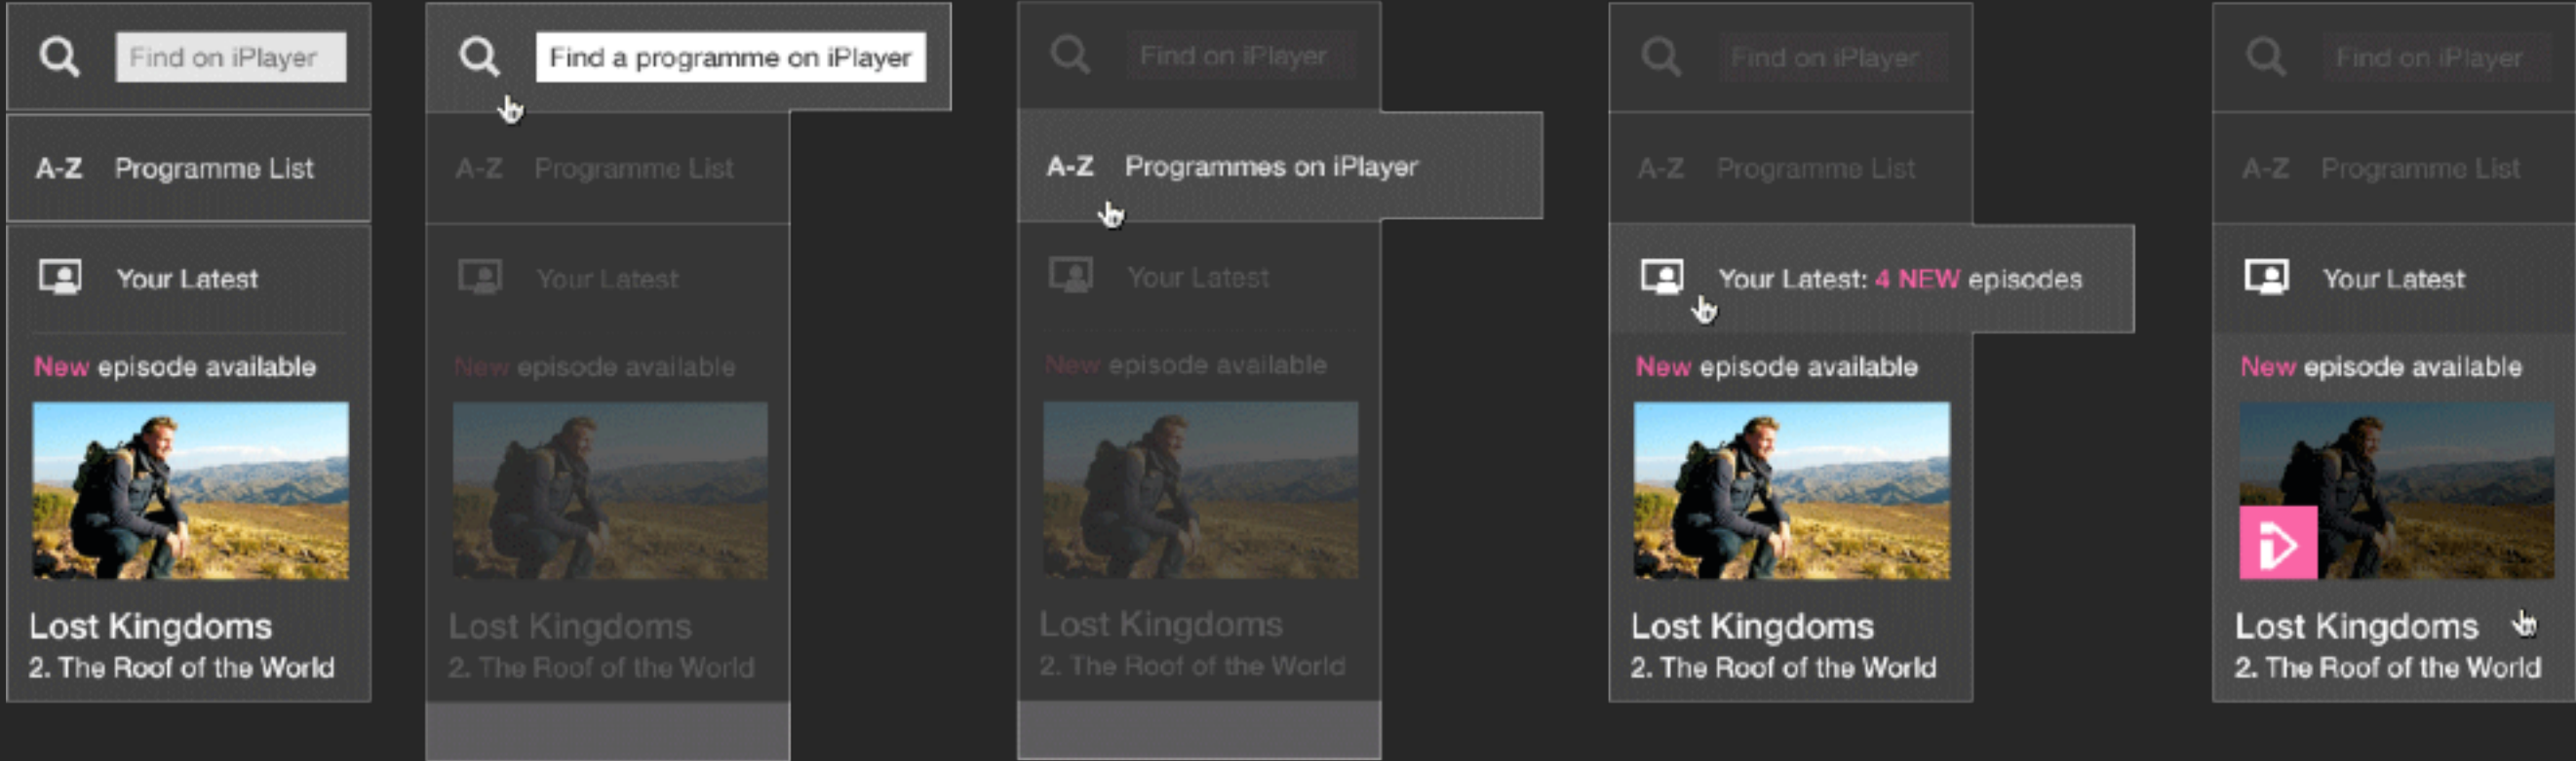 Find on iPlayer
A-Z Programme List
Your Latest
New episode available
Lost Kingdoms
2. The Roof of the World
Find a programme on iPlayer
A-Z Programme List
Your Latest
New episode available
Lost Kingdoms
2. The Roof of the World
Find on iPlayer
A-Z Programmes on iPlayer
Your Latest
New episode available
Lost Kingdoms
2. The Roof of the World
Find on iPlayer
A-Z Programme List
Your Latest: 4 NEW episodes
New episode available
Lost Kingdoms
2. The Roof of the World
Find on iPlayer
A-Z Programme List
Your Latest
New episode available
Lost Kingdoms
2. The Roof of the World